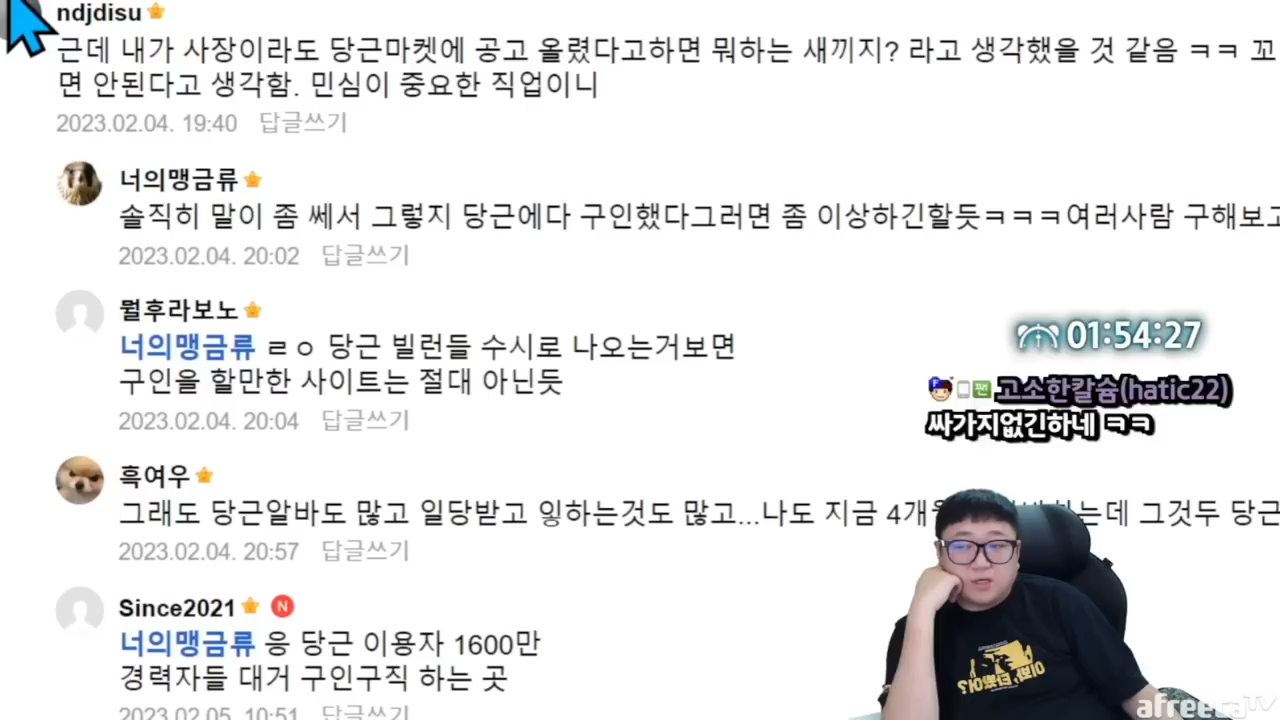 ndjdisu
근데 내가 사장이라도 당근마켓에 공고 올렸다고하면 뭐하는 새끼지? 라고 생각했을 것 같음 ㅋㅋ 꼬
면 안된다고 생각함. 민심이 중요한 직업이니
2023.02.04. 19:40 답글쓰기
너의맹금류
솔직히 말이 좀 쎄서 그렇지 당근에다 구인했다그러면 좀 이상하긴할듯ㅋㅋㅋ여러사람 구해보고
2023.02.04. 20:02 답글쓰기
뭘후라보노
너의맹금류 ㄹㅇ 당근 빌런들 수시로 나오는거보면
구인을 할만한 사이트는 절대 아닌듯
2023.02.04. 20:04 답글쓰기
01:54:27
고소한칼슘(hatic22)
싸가지없긴하네 ㅋㅋ
흑여우
그래도 당근알바도 많고 일당받고 잉하는것도 많고...나도 지금 4개 하는데 그것두 당근
2023.02.04. 20:57 답글쓰기
Since2021 N
너의맹금류 응 당근 이용자 1600만
경력자들 대거 구인구직 하는 곳
2023.02.05. 10:51 답글쓰기
afreecaTV